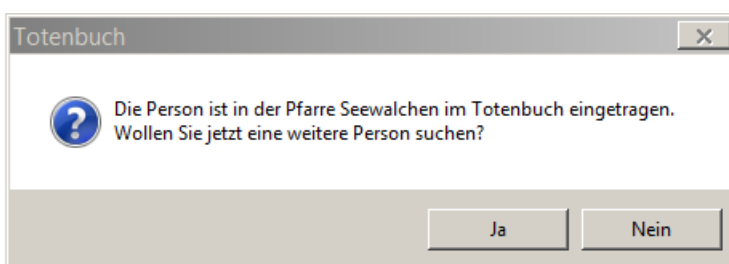 Totenbuch
Die Person ist in der Pfarre Seewalchen im Totenbuch eingetragen.
Wollen Sie jetzt eine weitere Person suchen?
Ja
Nein